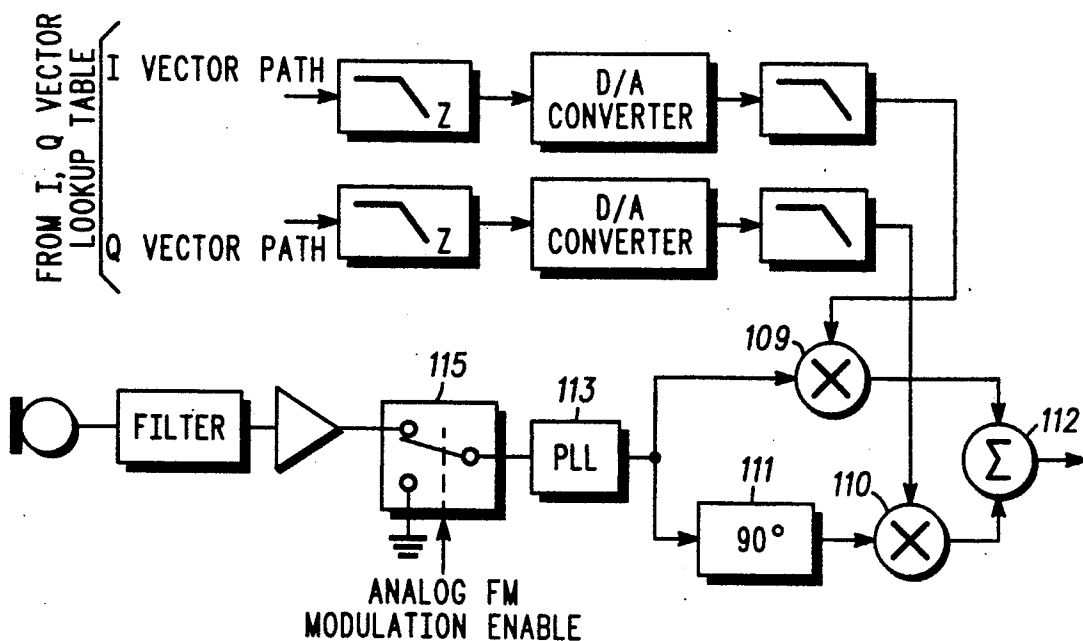 FROM I, Q VECTOR
LOOKUP TABLE
I VECTOR PATH
Z
D/A
CONVERTER
Q VECTOR PATH
Z
D/A
CONVERTER
109
115
113
112
FILTER
PLL
Σ
111
110
90°
ANALOG FM
MODULATION ENABLE